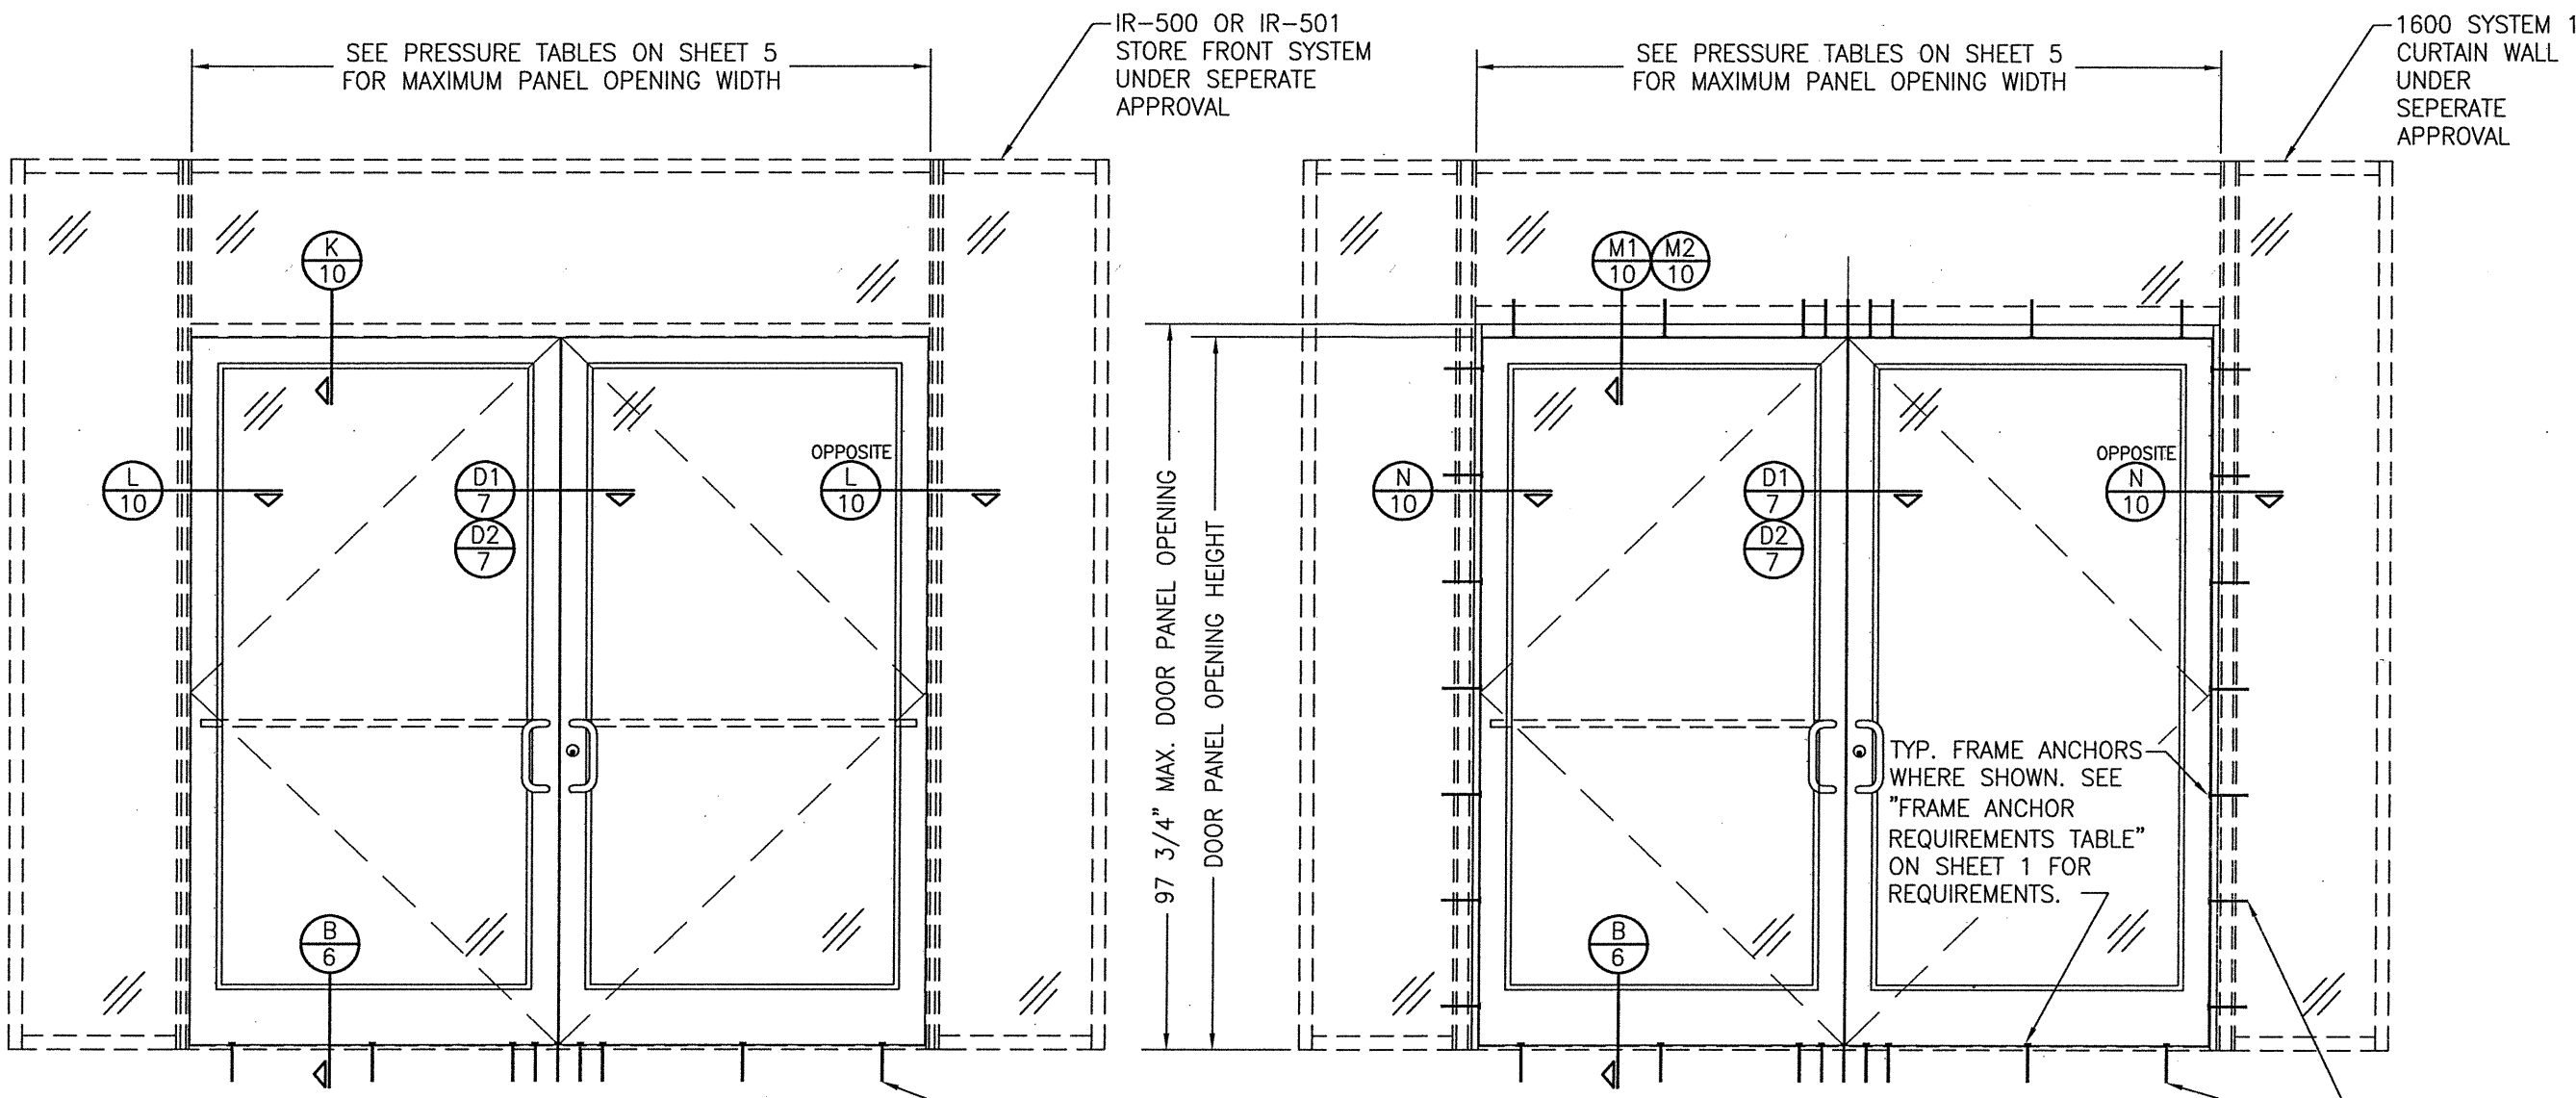 SEE PRESSURE TABLES ON SHEET 5
FOR MAXIMUM PANEL OPENING WIDTH
IR-500 OR IR-501
STORE FRONT SYSTEM
UNDER SEPERATE
APPROVAL
K
10
L
10
D1
7
D2
7
OPPOSITE
L
10
B
6
SEE PRESSURE TABLES ON SHEET 5
FOR MAXIMUM PANEL OPENING WIDTH
1600 SYSTEM 1
CURTAIN WALL
UNDER
SEPERATE
APPROVAL
97 3/4" MAX. DOOR PANEL OPENING
DOOR PANEL OPENING HEIGHT
M1
10
M2
10
N
10
D1
7
D2
7
OPPOSITE
N
10
TYP. FRAME ANCHORS
WHERE SHOWN. SEE
"FRAME ANCHOR
REQUIREMENTS TABLE"
ON SHEET 1 FOR
REQUIREMENTS.
B
6